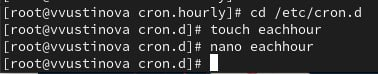 [root@vvustinova cron.hourly]# cd /etc/cron.d
[root@vvustinova cron.d]# touch eachhour
[root@vvustinova cron.d]# nano eachhour
[root@vvustinova cron.d]#